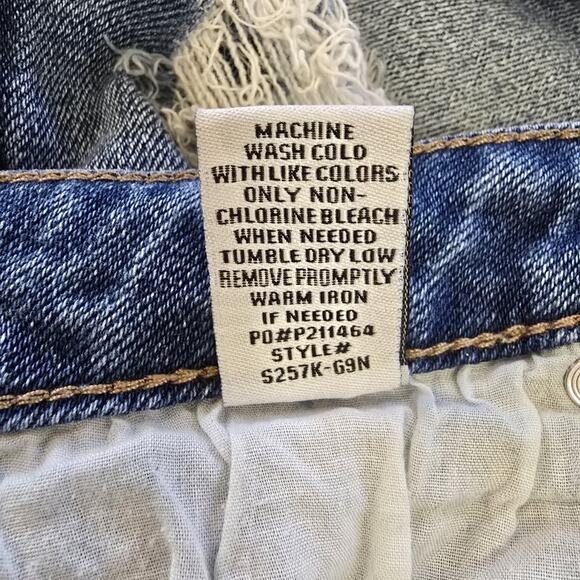 MACHINE
WASH COLD
WITH LIKE COLORS
ONLY NON-
CHLORINE BLEACH
WHEN NEEDED
TUMBLE DRY LOW
REMOVE PROMPTLY
WARM IRON
IF NEEDED
PO#P211464
STYLE#
S257K-G9N